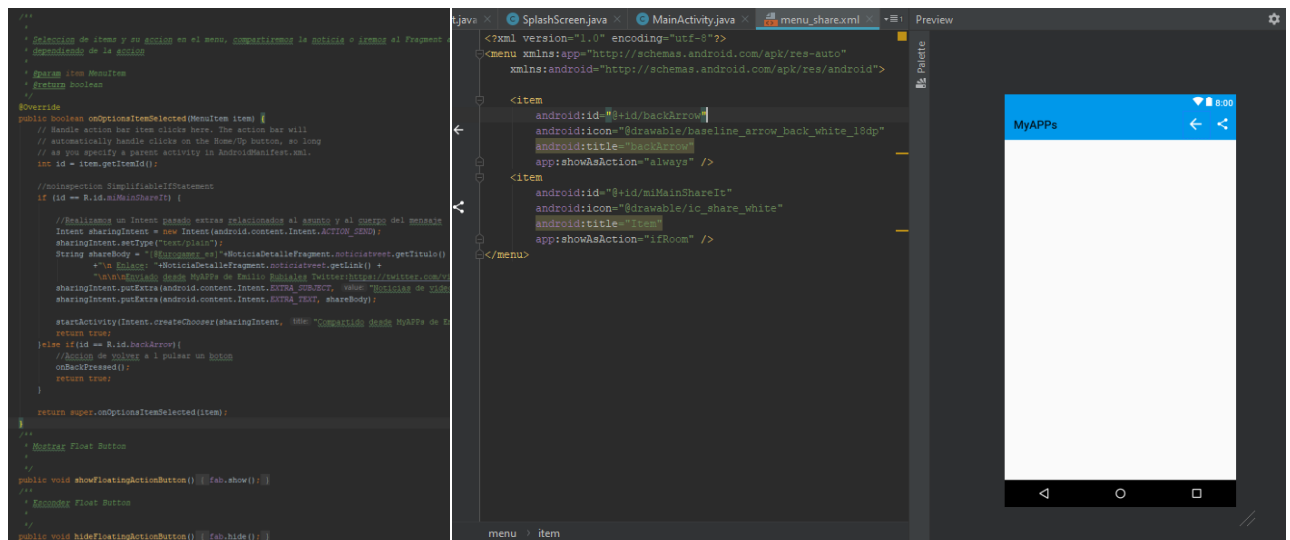 /**
*
* Seleccion de items y su accion en el menu, compartiremos la noticia o iremos al Fragment
* dependiendo de la accion
*
* @param item MenuItem
* @return boolean
*/
@Override
public boolean onOptionsItemSelected(MenuItem item) {
// Handle action bar item clicks here. The action bar will
// automatically handle clicks on the Home/Up button, so long
// as you specify a parent activity in AndroidManifest.xml.
int id = item.getItemId();
//noinspection SimplifiableIfStatement
if (id == R.id.miMainShareIt) {
//Realizamos un Intent pasado extras relacionados al asunto y al cuerpo del mensaje
Intent sharingIntent = new Intent(android.content.Intent.ACTION_SEND);
sharingIntent.setType("text/plain");
String shareBody = "(@Eurogamer_es)"+NoticiaDetalleFragment.noticiatweet.getTitulo()
+"\n Enlace: "+NoticiaDetalleFragment.noticiatweet.getLink() +
"\n\n\nEnviado desde MyAPPs de Emilio Rubiales Twitter:https://twitter.com/
sharingIntent.putExtra(android.content.Intent.EXTRA_SUBJECT, value: "Noticias de vide
sharingIntent.putExtra(android.content.Intent.EXTRA_TEXT, shareBody);
startActivity(Intent.createChooser(sharingIntent, title: "Compartido desde MyAPPs de E
return true;
}else if(id == R.id.backArrow){
//Accion de volver a l pulsar un boton
onBackPressed();
return true;
}
return super.onOptionsItemSelected(item);
}
/**
* Mostrar Float Button
*
*/
public void showFloatingActionButton() { fab.show(); }
/**
* Esconder Float Button
*
*/
public void hideFloatingActionButton() { fab.hide(); }
t.java SplashScreen.java MainActivity.java menu_share.xml
<?xml version="1.0" encoding="utf-8"?>
<menu xmlns:app="http://schemas.android.com/apk/res-auto"
xmlns:android="http://schemas.android.com/apk/res/android">
<item
android:id="@+id/backArrow"
android:icon="@drawable/baseline_arrow_back_white_18dp"
android:title="backArrow"
app:showAsAction="always" />
<item
android:id="@+id/miMainShareIt"
android:icon="@drawable/ic_share_white"
android:title="Item"
app:showAsAction="ifRoom" />
</menu>
menu › item
Preview
Palette
8:00
MyAPPs